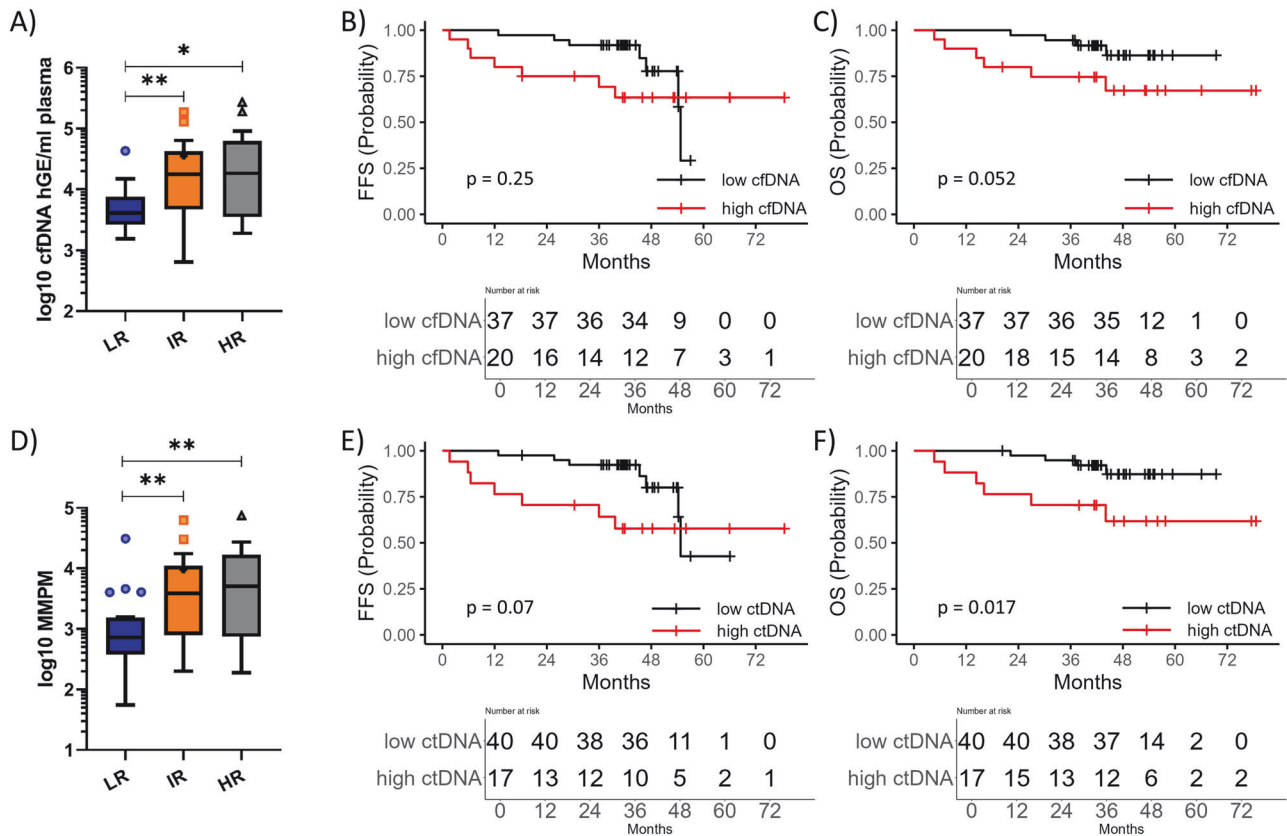 A)
log10 cfDNA hGE/ml plasma
6
5
4
3
2
**
*
LR
IR
HR
B)
FFS (Probability)
1.00
0.75
0.50
0.25
0.00
p = 0.25
low cfDNA
high cfDNA
0 12 24 36 48 60 72
Months
Number at risk
low cfDNA 37 37 36 34 9 0 0
high cfDNA 20 16 14 12 7 3 1
0 12 24 36 48 60 72
Months
C)
OS (Probability)
1.00
0.75
0.50
0.25
0.00
p = 0.052
low cfDNA
high cfDNA
0 12 24 36 48 60 72
Months
Number at risk
low cfDNA 37 37 36 35 12 1 0
high cfDNA 20 18 15 14 8 3 2
0 12 24 36 48 60 72
Months
D)
log10 MMPM
5
4
3
2
1
**
**
LR
IR
HR
E)
FFS (Probability)
1.00
0.75
0.50
0.25
0.00
p = 0.07
low ctDNA
high ctDNA
0 12 24 36 48 60 72
Months
Number at risk
low ctDNA 40 40 38 36 11 1 0
high ctDNA 17 13 12 10 5 2 1
0 12 24 36 48 60 72
Months
F)
OS (Probability)
1.00
0.75
0.50
0.25
0.00
p = 0.017
low ctDNA
high ctDNA
0 12 24 36 48 60 72
Months
Number at risk
low ctDNA 40 40 38 37 14 2 0
high ctDNA 17 15 13 12 6 2 2
0 12 24 36 48 60 72
Months